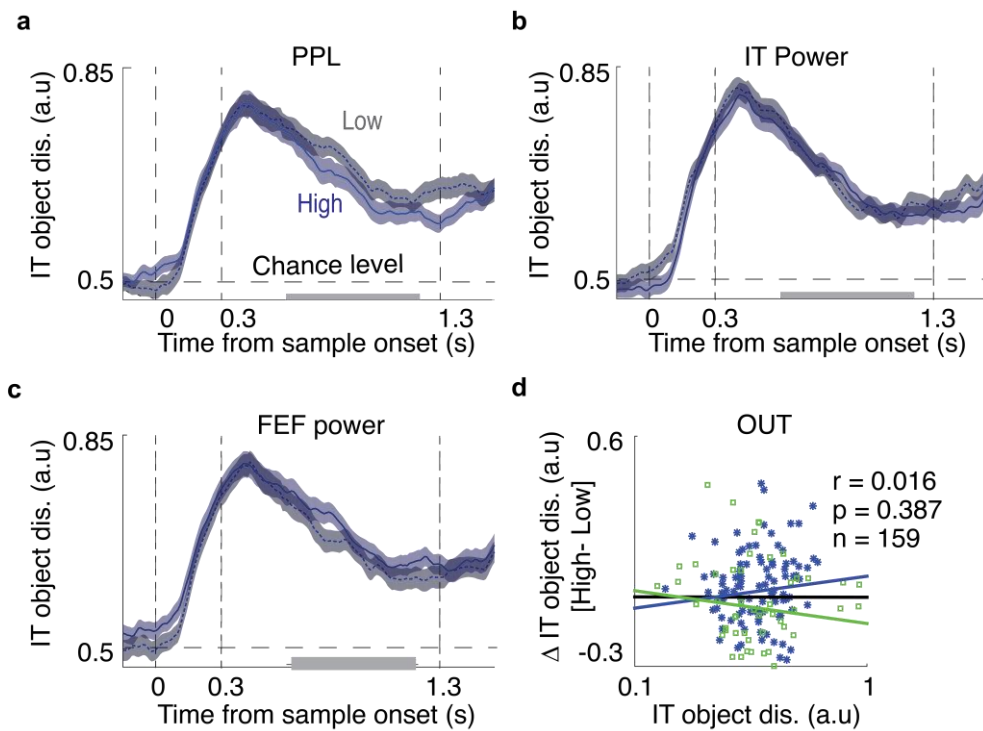 a
PPL
0.85
IT object dis. (a.u)
0.5
Low
High
Chance level
0
0.3
1.3
Time from sample onset (s)
b
IT Power
0.85
IT object dis. (a.u)
0.5
0
0.3
1.3
Time from sample onset (s)
c
FEF power
0.85
IT object dis. (a.u)
0.5
0
0.3
1.3
Time from sample onset (s)
d
OUT
0.6
Δ IT object dis. (a.u)
[High- Low]
-0.3
r = 0.016
p = 0.387
n = 159
0.1
1
IT object dis. (a.u)